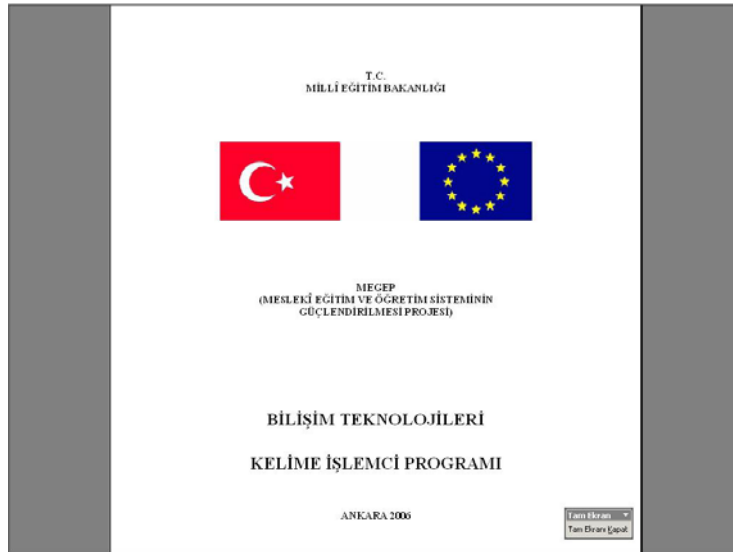 T.C.
MİLLÎ EĞİTİM BAKANLIĞI
MEGEP
(MESLEKÎ EĞİTİM VE ÖĞRETİM SİSTEMİNİN
GÜÇLENDİRİLMESİ PROJESİ)
BİLİŞİM TEKNOLOJİLERİ
KELİME İŞLEMCİ PROGRAMI
ANKARA 2006
Tam Ekran
Tam Ekranı Kapat